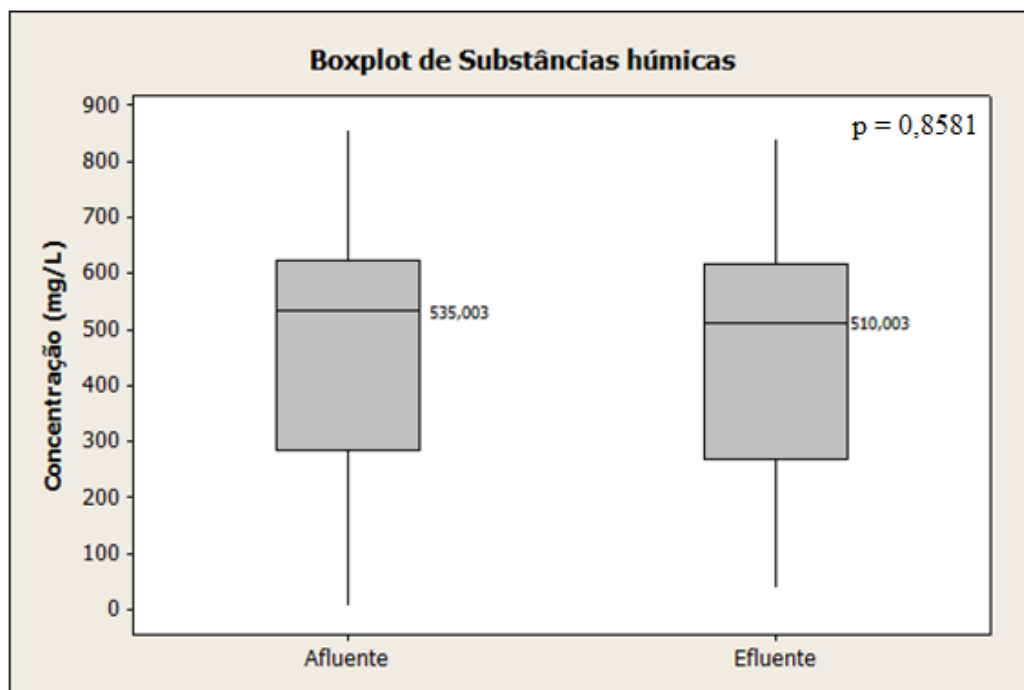 Boxplot de Substâncias húmicas
p = 0,8581
Concentração (mg/L)
900
800
700
600
500
400
300
200
100
0
535,003
510,003
Afluente
Efluente